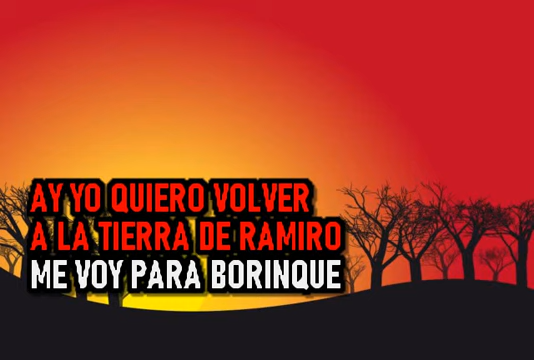 AY YO QUIERO VOLVER
A LA TIERRA DE RAMIRO
ME VOY PARA BORINQUE